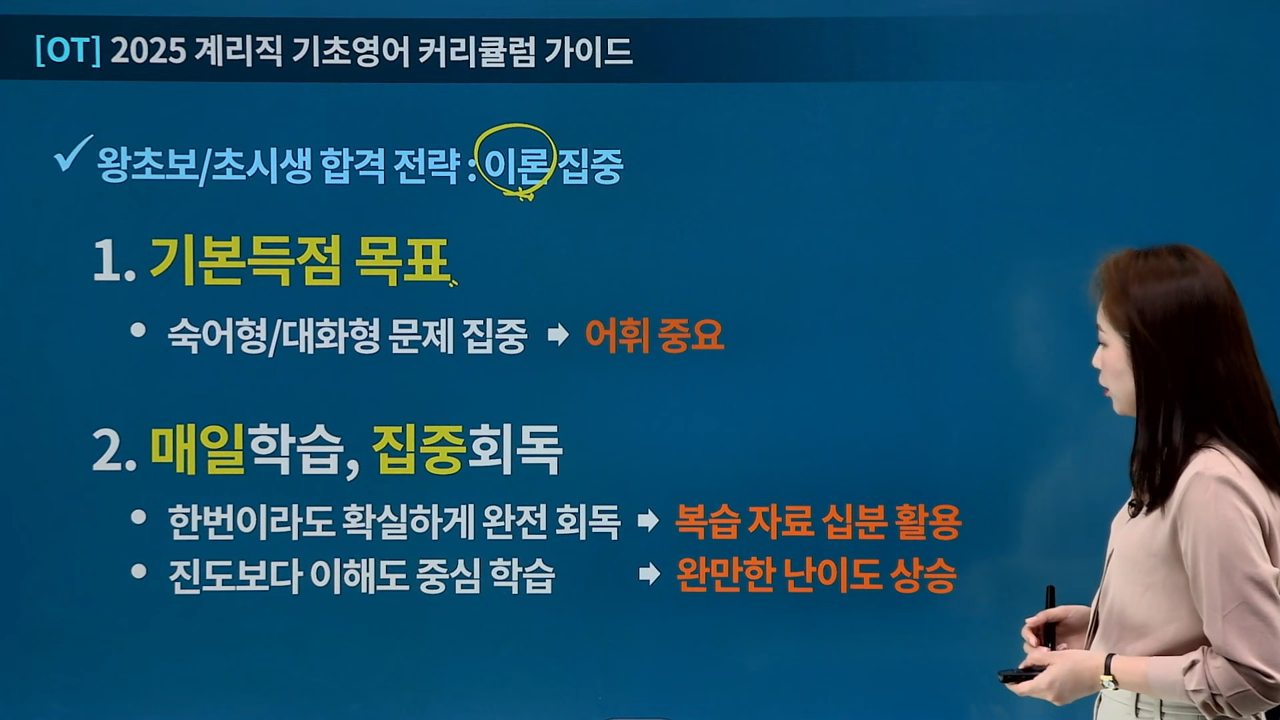 [OT] 2025 계리직 기초영어 커리큘럼 가이드
✓ 왕초보/초시생 합격 전략 : 이론 집중
1. 기본득점 목표
• 숙어형/대화형 문제 집중 ➡ 어휘 중요
2. 매일학습, 집중회독
• 한번이라도 확실하게 완전 회독 ➡ 복습 자료 십분 활용
• 진도보다 이해도 중심 학습 ➡ 완만한 난이도 상승